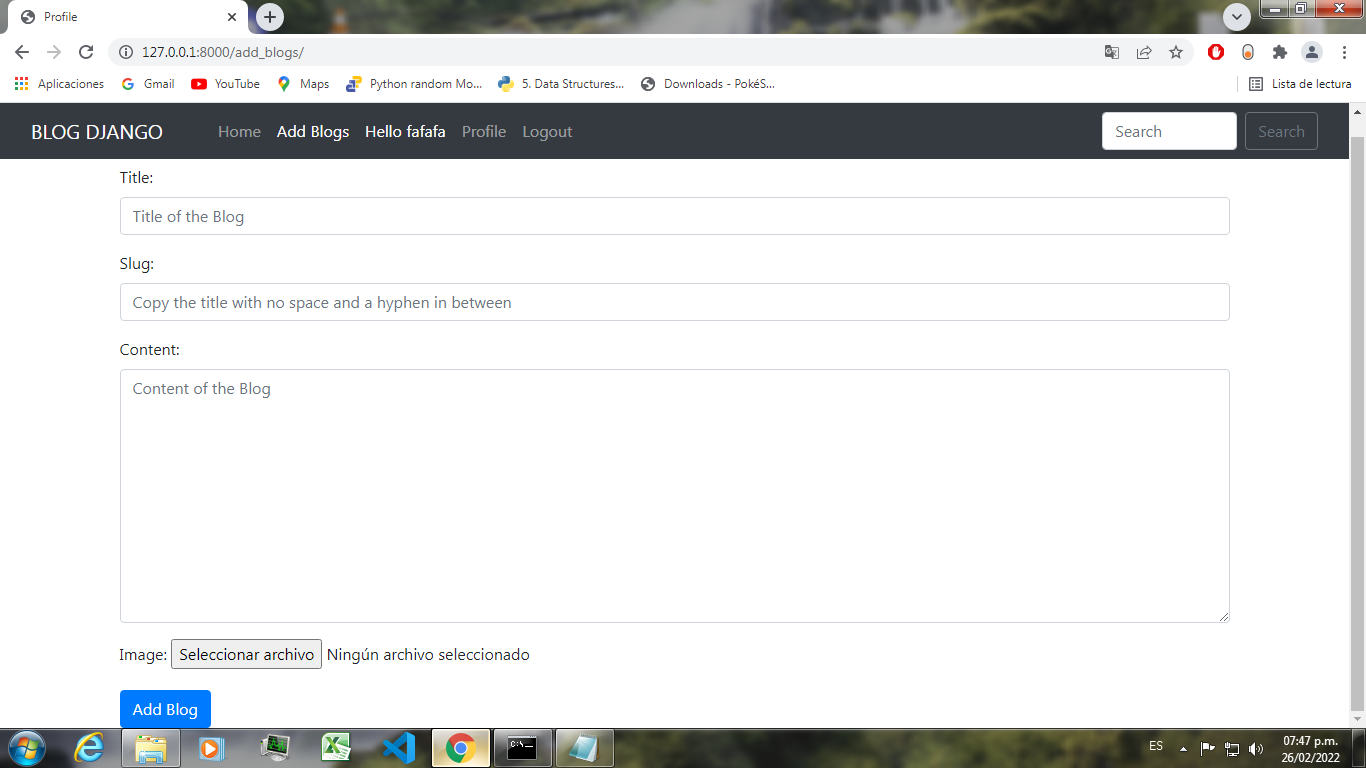 Profile
127.0.0.1:8000/add_blogs/
Aplicaciones Gmail YouTube Maps Python random Mo... 5. Data Structures... Downloads - PokéS... Lista de lectura
BLOG DJANGO Home Add Blogs Hello fafafa Profile Logout Search Search
Title:
Title of the Blog
Slug:
Copy the title with no space and a hyphen in between
Content:
Content of the Blog
Image: Seleccionar archivo Ningún archivo seleccionado
Add Blog
C:\
ES 07:47 p.m.
26/02/2022